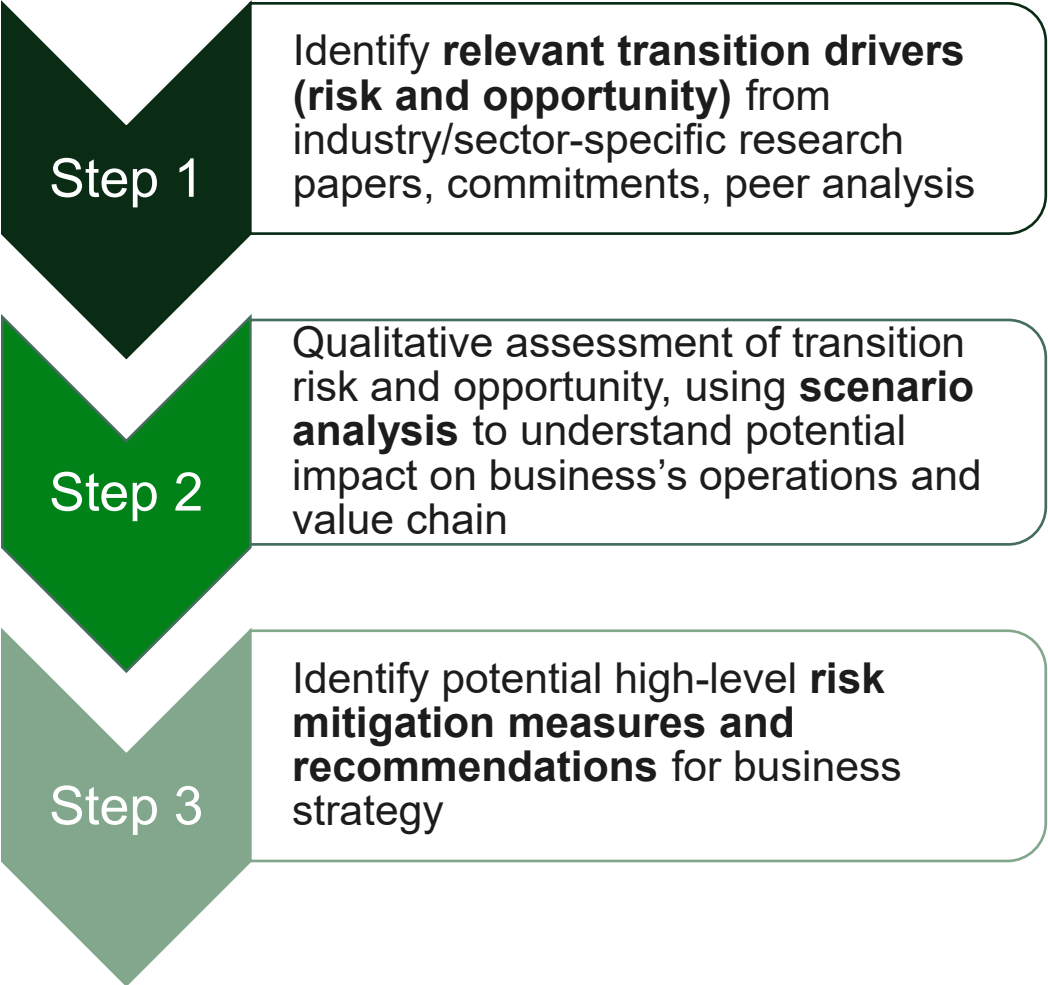 Step 1
Identify relevant transition drivers
(risk and opportunity) from
industry/sector-specific research
papers, commitments, peer analysis
Step 2
Qualitative assessment of transition
risk and opportunity, using scenario
analysis to understand potential
impact on business’s operations and
value chain
Step 3
Identify potential high-level risk
mitigation measures and
recommendations for business
strategy